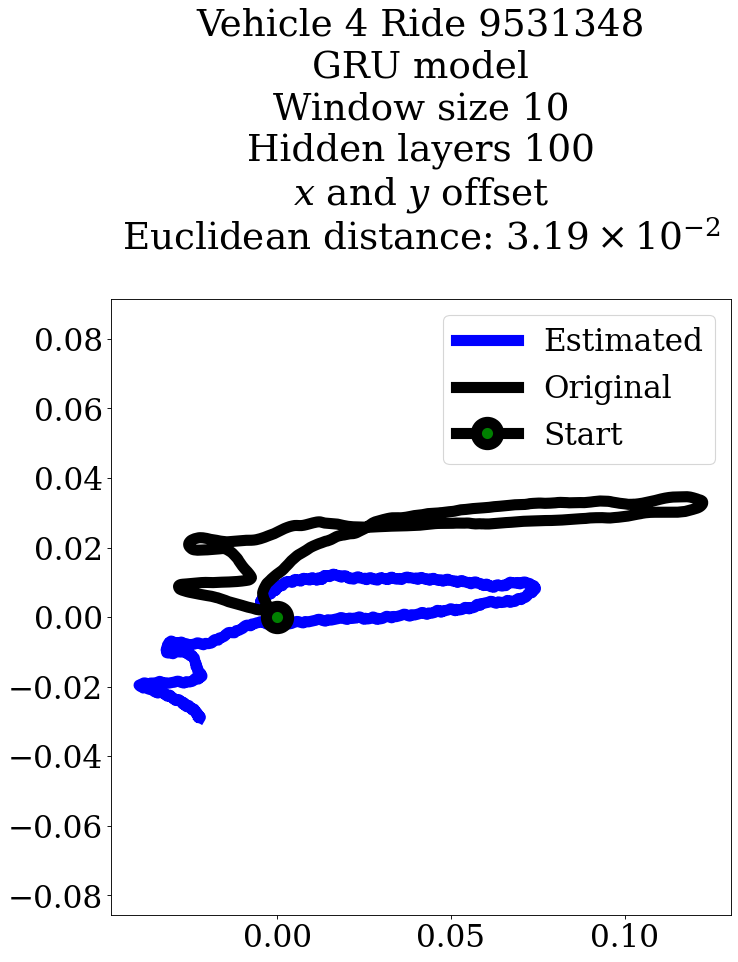 Vehicle 4 Ride 9531348
GRU model
Window size 10
Hidden layers 100
x and y offset
Euclidean distance: 3.19 × 10⁻²
Estimated
Original
Start
0.08
0.06
0.04
0.02
0.00
−0.02
−0.04
−0.06
−0.08
0.00 0.05 0.10